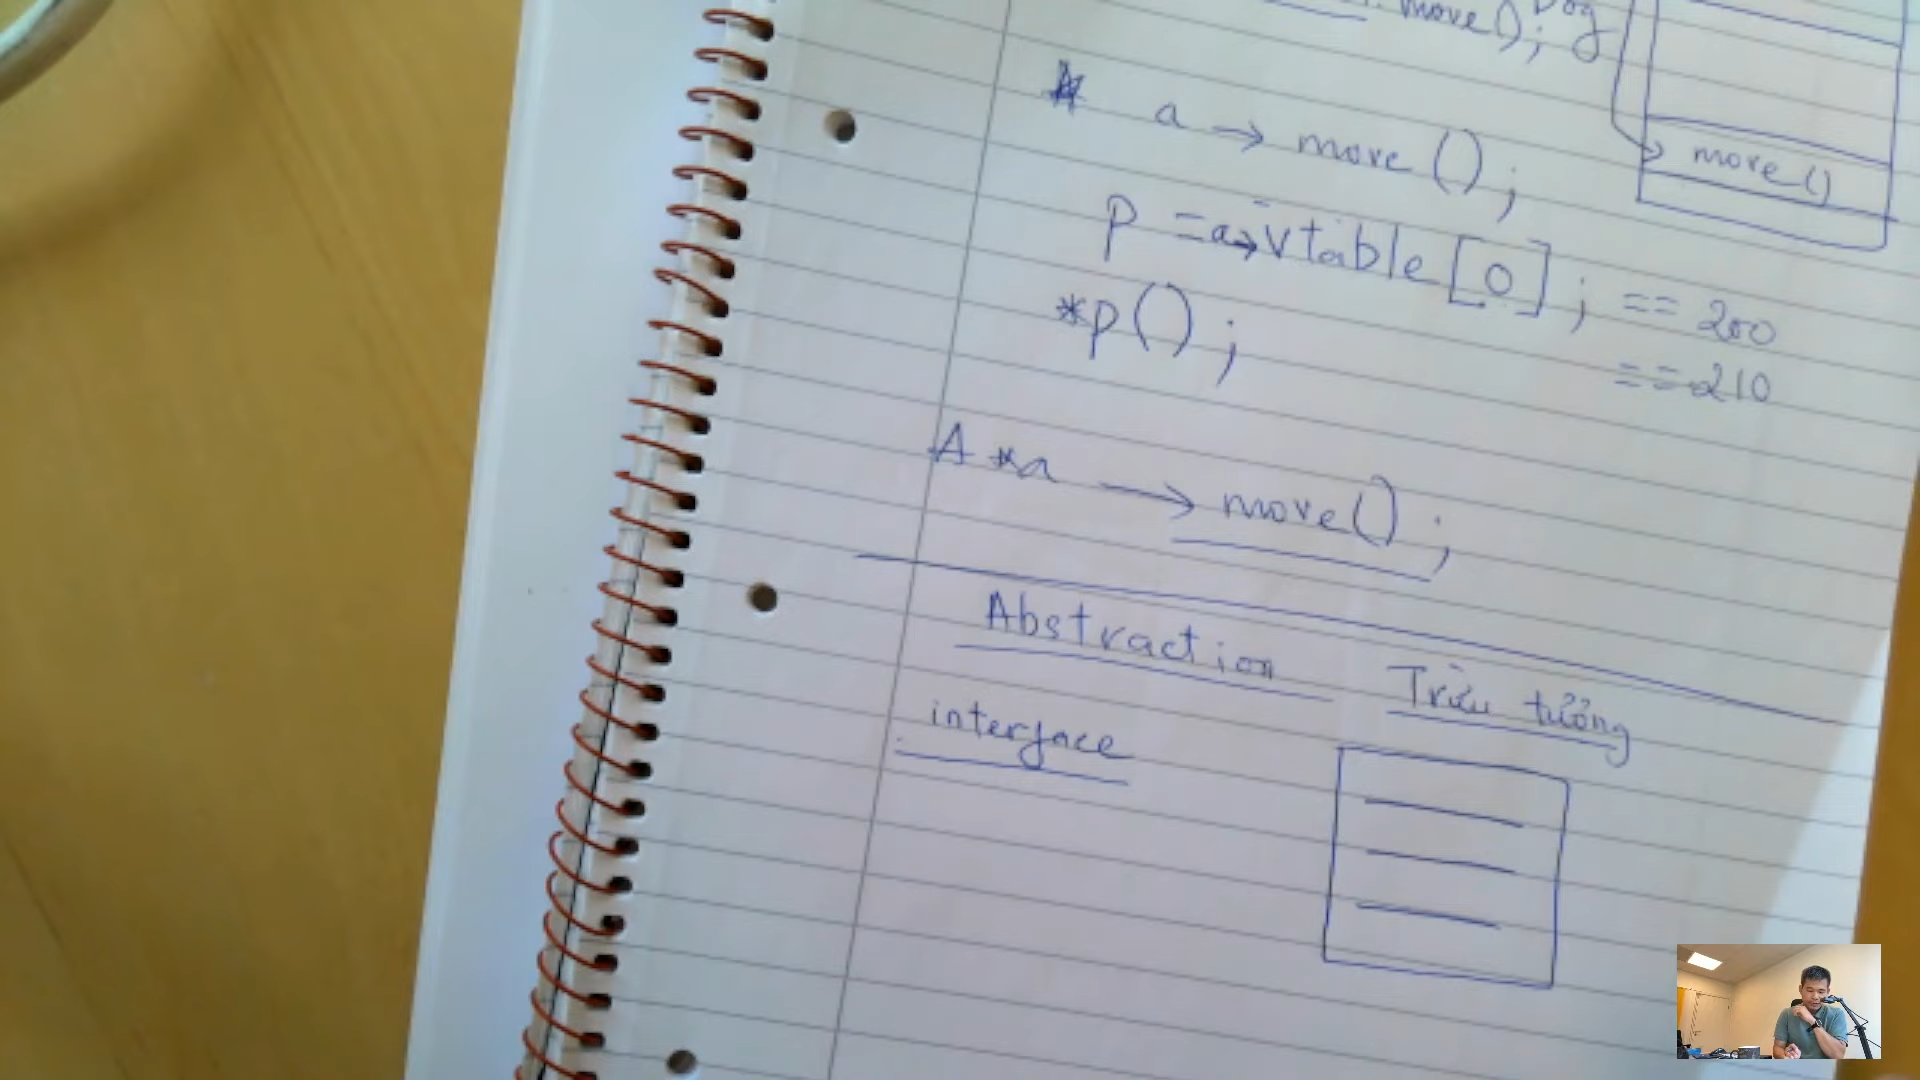 move(); Dog
a → move();
move()
p = a→vtable[0]; == 200
*p(); == 210
A *a → move();
Abstraction Trừu tượng
interface